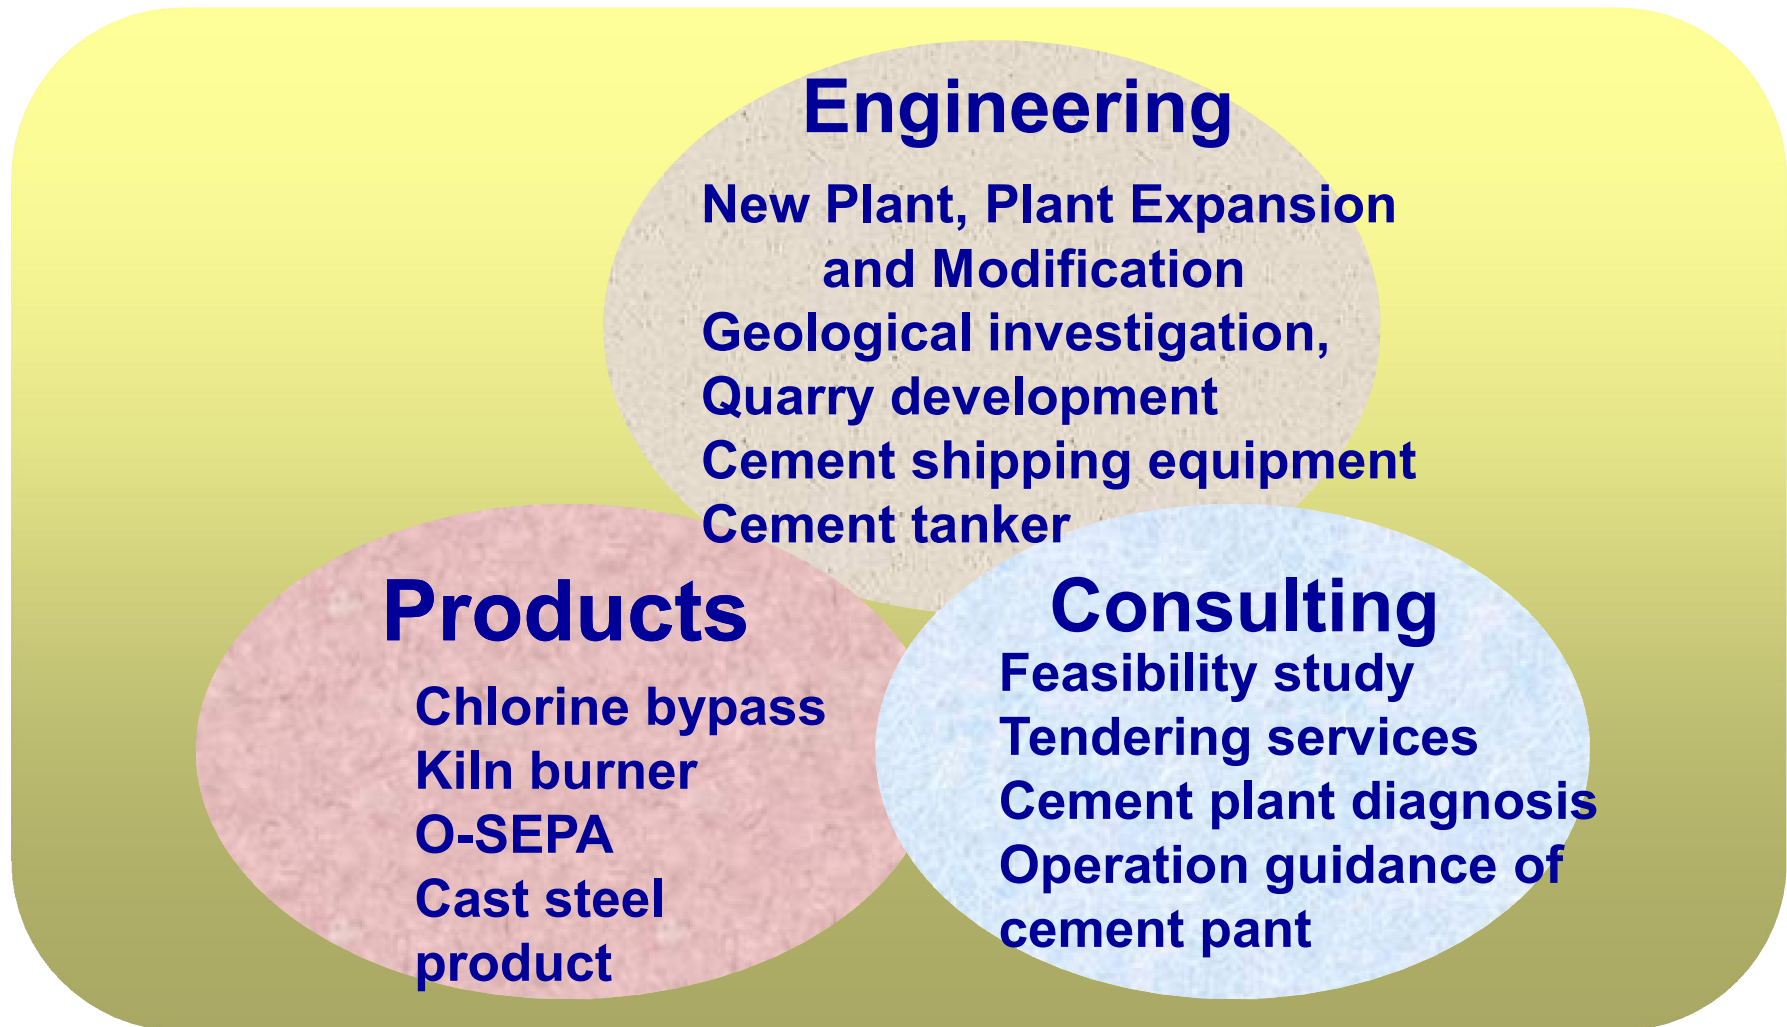 Engineering
New Plant, Plant Expansion
and Modification
Geological investigation,
Quarry development
Cement shipping equipment
Cement tanker
Products
Chlorine bypass
Kiln burner
O-SEPA
Cast steel
product
Consulting
Feasibility study
Tendering services
Cement plant diagnosis
Operation guidance of
cement pant